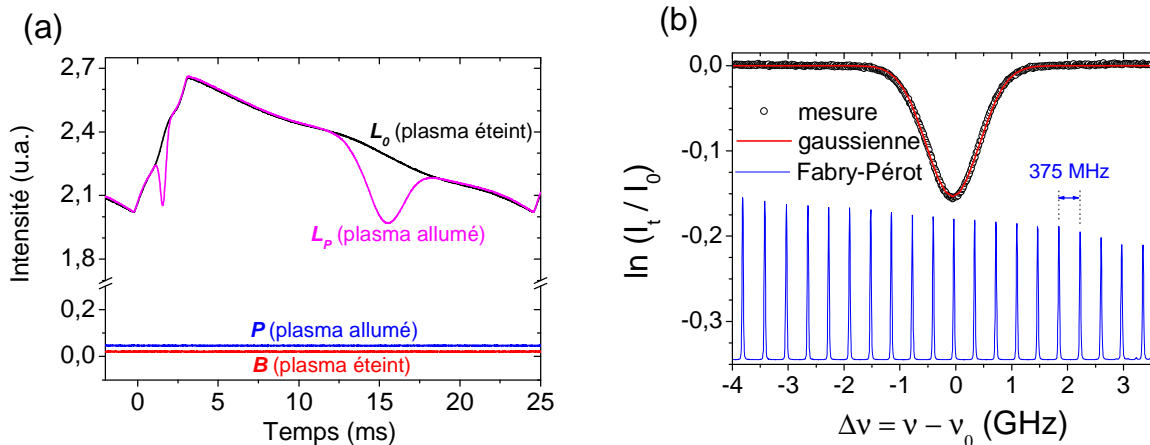 (a)
Intensité (u.a.)
2,7
2,4
2,1
1,8
0,2
0,0
L0 (plasma éteint)
LP (plasma allumé)
P (plasma allumé)
B (plasma éteint)
0 5 10 15 20 25
Temps (ms)
(b)
ln (It / I0)
0,0
-0,1
-0,2
-0,3
mesure
gaussienne
Fabry-Pérot
375 MHz
-4 -3 -2 -1 0 1 2 3
Δν = ν − ν0 (GHz)